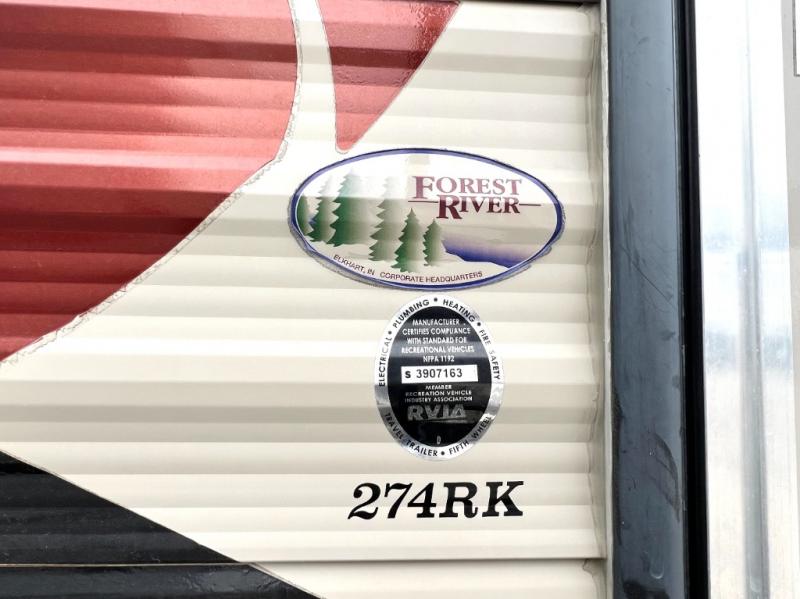 FOREST
RIVER
ELKHART, IN CORPORATE HEADQUARTERS
ELECTRICAL • PLUMBING • HEATING • FIRE SAFETY
MANUFACTURER
CERTIFIES COMPLIANCE
WITH STANDARD FOR
RECREATIONAL VEHICLES
NFPA 1192
S 3907163
MEMBER
RECREATION VEHICLE
INDUSTRY ASSOCIATION
RVIA
D
TRAVEL TRAILER • FIFTH WHEEL
274RK